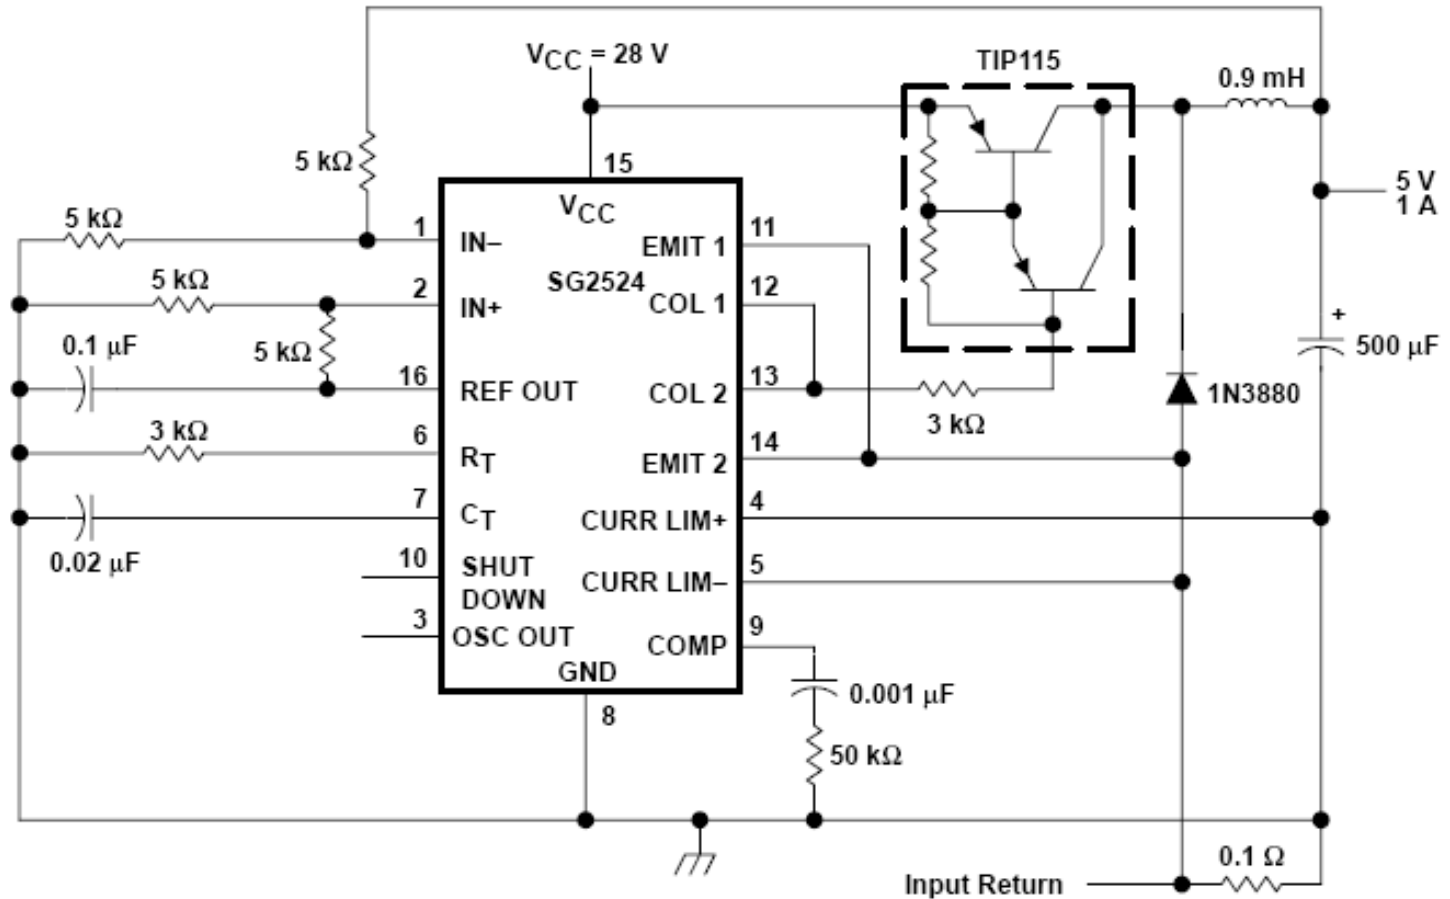 V_CC = 28 V
TIP115
0.9 mH
5 kΩ
15
5 V
1 A
5 kΩ
1
IN–
V_CC
EMIT 1
11
5 kΩ
2
IN+
SG2524
COL 1
12
0.1 µF
5 kΩ
16
REF OUT
COL 2
13
3 kΩ
+
500 µF
1N3880
3 kΩ
6
R_T
EMIT 2
14
7
C_T
CURR LIM+
4
0.02 µF
10
SHUT
DOWN
CURR LIM–
5
3
OSC OUT
COMP
9
GND
8
0.001 µF
50 kΩ
0.1 Ω
Input Return